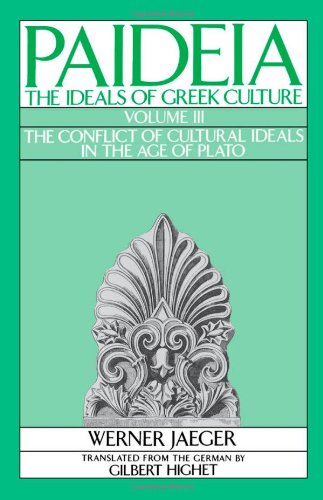 PAIDEIA
THE IDEALS OF GREEK CULTURE
VOLUME III
THE CONFLICT OF CULTURAL IDEALS
IN THE AGE OF PLATO
WERNER JAEGER
TRANSLATED FROM THE GERMAN BY
GILBERT HIGHET